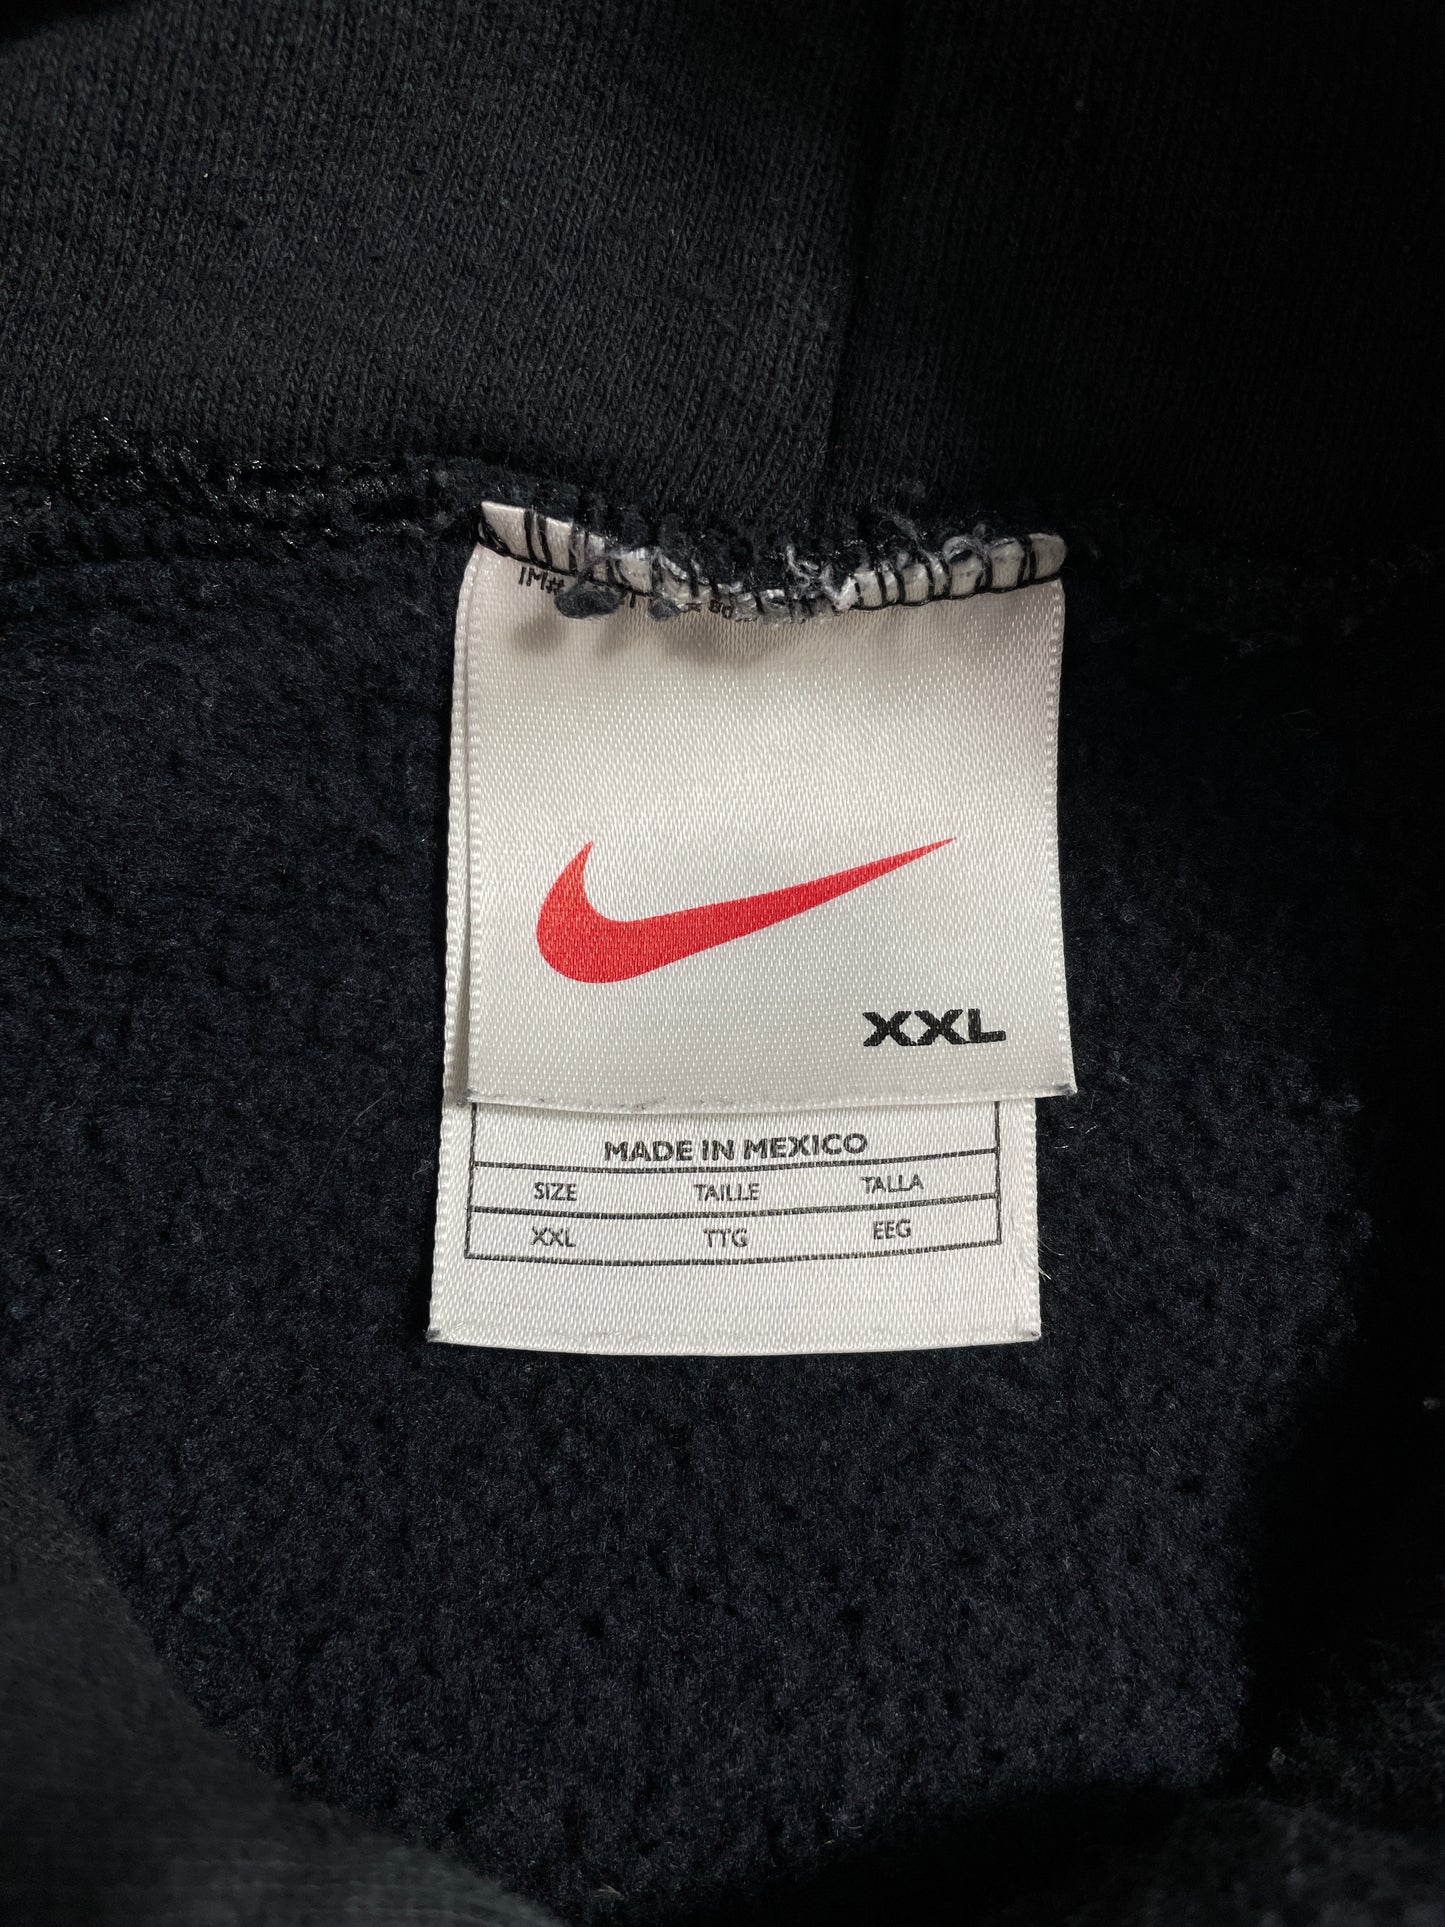 XXL
MADE IN MEXICO
SIZE TAILLE TALLA
XXL TTG EEG